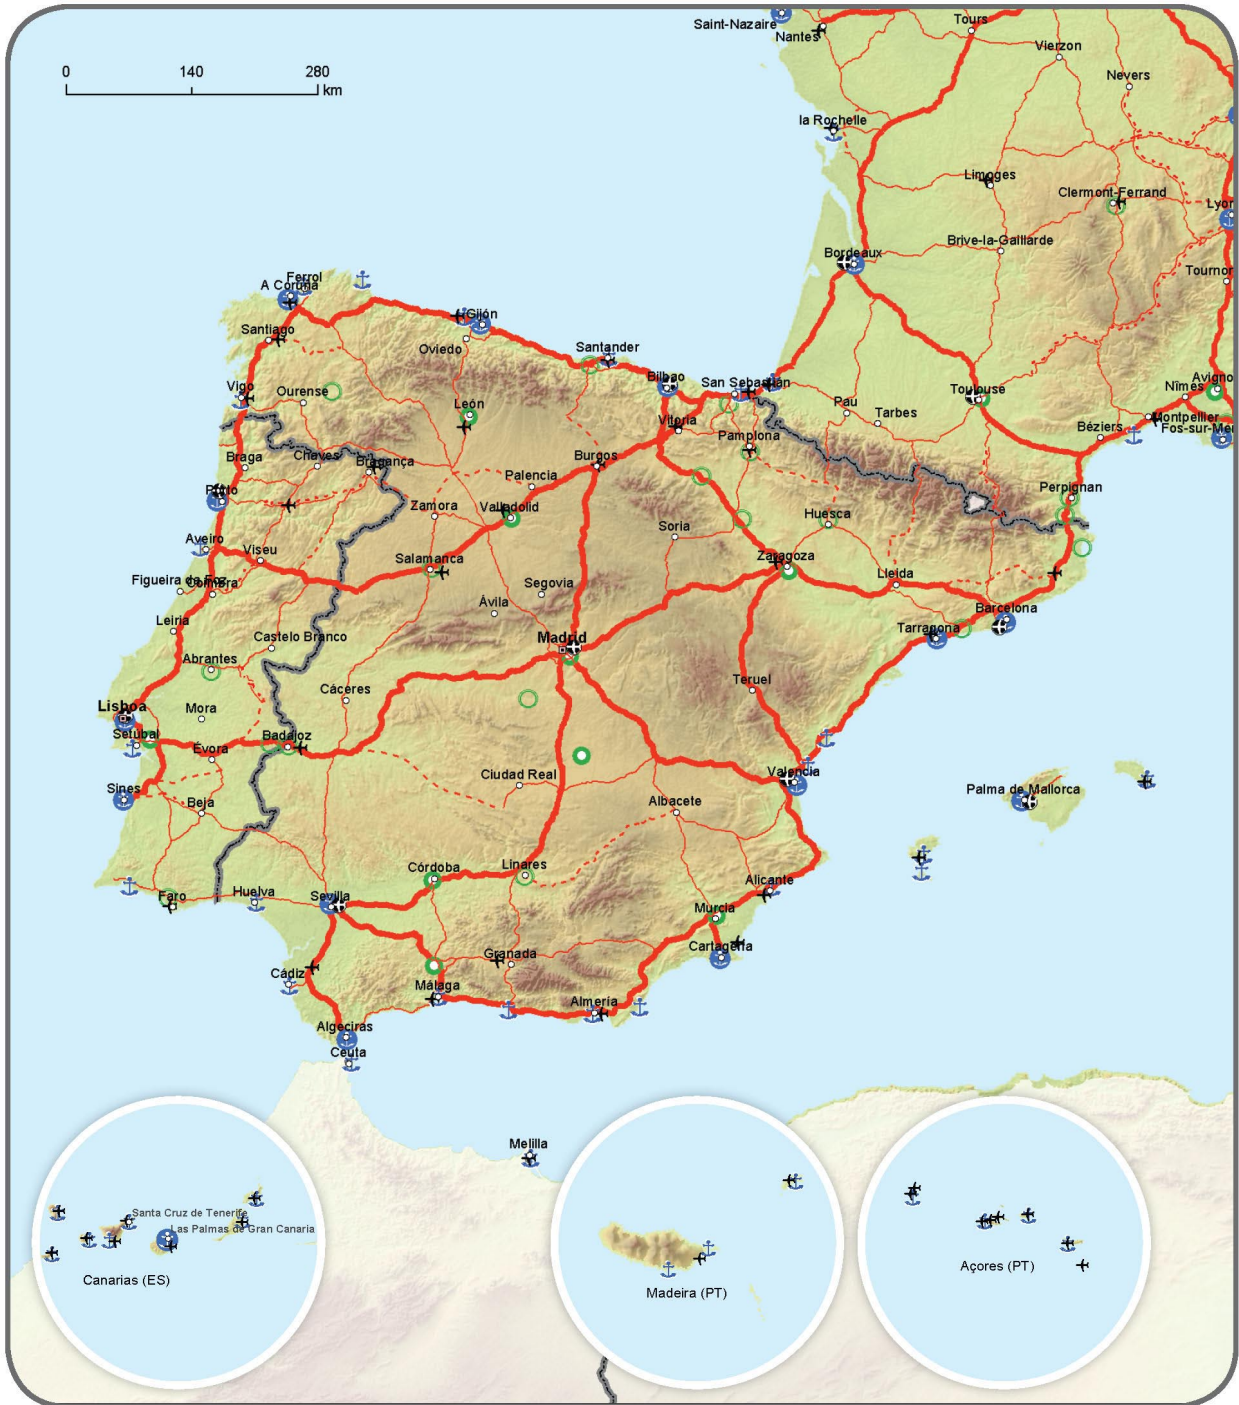 Saint-Nazaire
Nantes
Tours
Vierzon
Nevers
0 140 280
km
la Rochelle
Limoges
Clermont-Ferrand
Lyon
Brive-la-Gaillarde
Bordeaux
Tournon
Ferrol
A Coruña
Gijón
Santiago
Oviedo
Santander
Bilbao
San Sebastián
Vigo
Ourense
León
Vitoria
Pau
Tarbes
Toulouse
Avigno
Nîmes
Montpellier
Béziers
Fos-sur-Mer
Pamplona
Braga
Chaves
Bragança
Burgos
Palencia
Perpignan
Porto
Zamora
Valladolid
Soria
Huesca
Aveiro
Viseu
Salamanca
Zaragoza
Lleida
Figueira da Foz
Coimbra
Segovia
Ávila
Barcelona
Tarragona
Leiria
Castelo Branco
Madrid
Abrantes
Cáceres
Teruel
Lisboa
Mora
Setubal
Évora
Badajoz
Ciudad Real
Valencia
Sines
Beja
Albacete
Palma de Mallorca
Córdoba
Linares
Faro
Huelva
Sevilla
Alicante
Murcia
Cartagena
Granada
Cádiz
Málaga
Almería
Algeciras
Ceuta
Melilla
Santa Cruz de Tenerife
Las Palmas de Gran Canaria
Canarias (ES)
Madeira (PT)
Açores (PT)